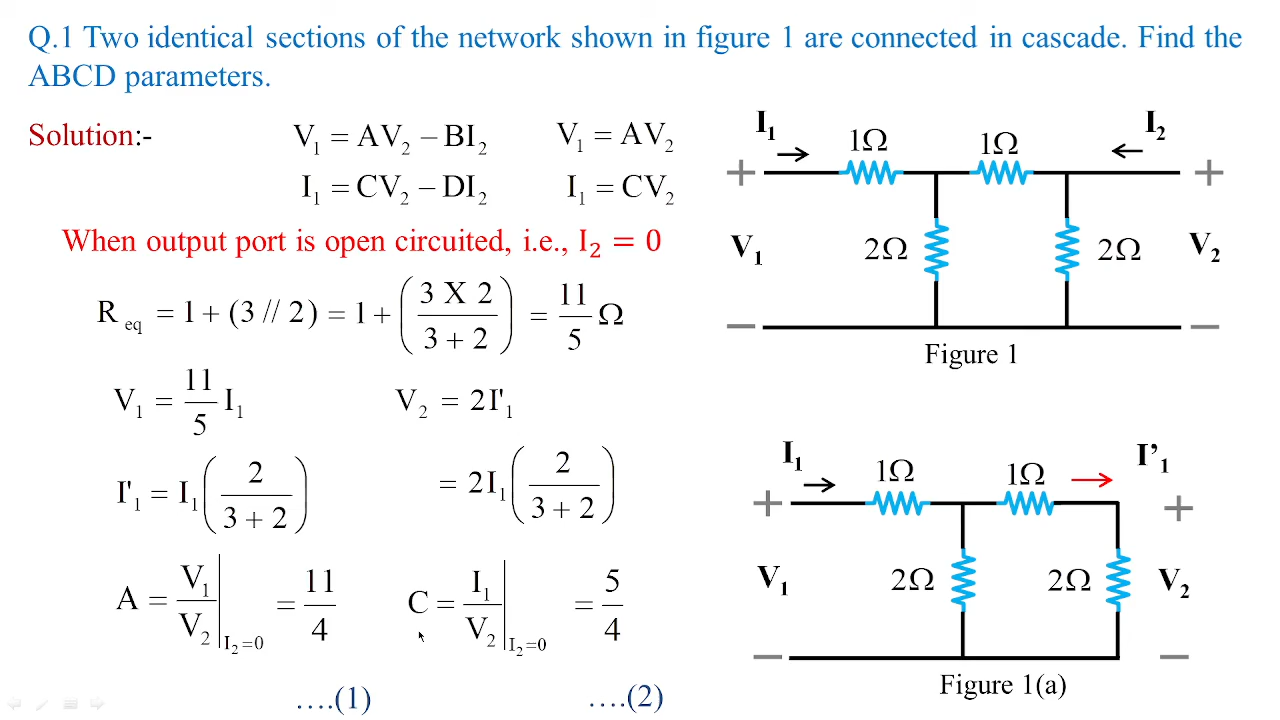 Q.1 Two identical sections of the network shown in figure 1 are connected in cascade. Find the
ABCD parameters.
Solution:-
V₁ = AV₂ – BI₂
V₁ = AV₂
I₁ = CV₂ – DI₂
I₁ = CV₂
When output port is open circuited, i.e., I₂ = 0
R eq = 1 + (3 // 2) = 1 + (3 X 2 / 3 + 2) = 11/5 Ω
V₁ = 11/5 I₁
V₂ = 2I'₁
I'₁ = I₁ (2 / 3 + 2)
= 2I₁ (2 / 3 + 2)
A = V₁/V₂ | I₂=0 = 11/4
C = I₁/V₂ | I₂=0 = 5/4
....(1)
....(2)
I₁
1Ω
1Ω
I₂
+
+
V₁
2Ω
2Ω
V₂
–
–
Figure 1
I₁
1Ω
1Ω
I’₁
+
+
V₁
2Ω
2Ω
V₂
–
–
Figure 1(a)